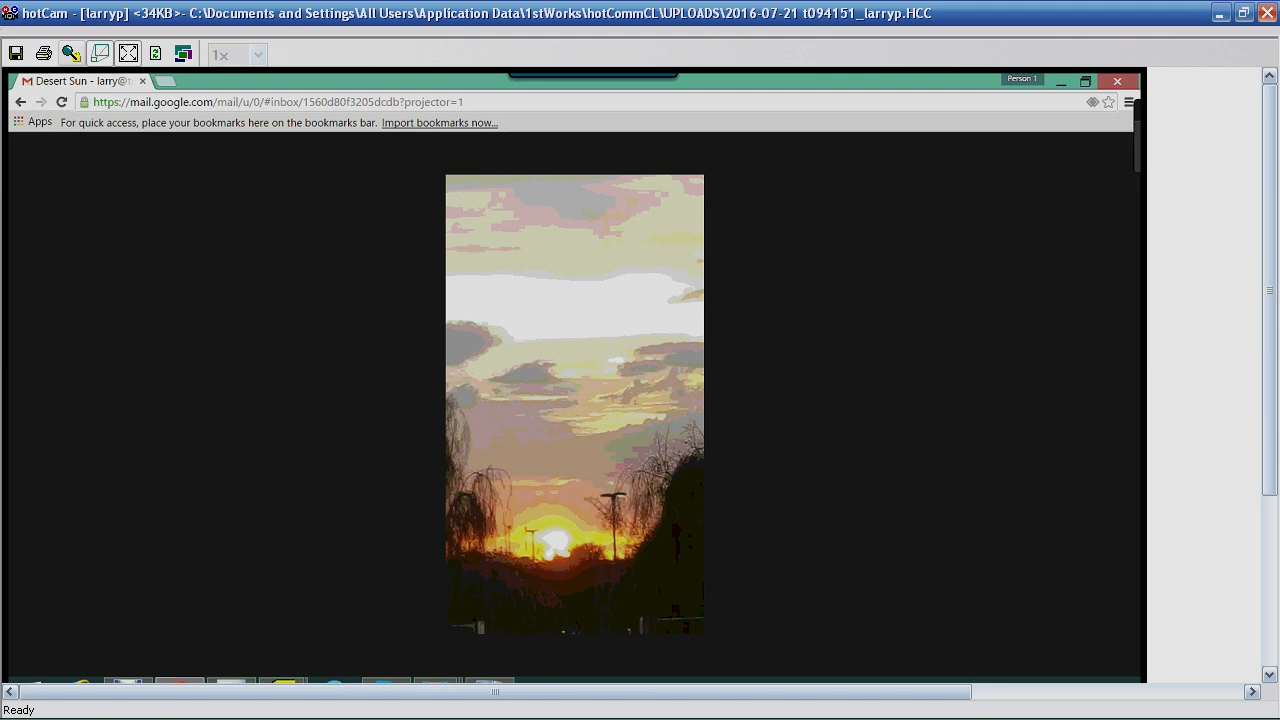 hotCam - [larryp] <34KB>- C:\Documents and Settings\All Users\Application Data\1stWorks\hotCommCL\UPLOADS\2016-07-21 t094151_larryp.HCC
1x
Desert Sun - larry@
Person 1
https://mail.google.com/mail/u/0/#inbox/1560d80f3205dcdb?projector=1
Apps For quick access, place your bookmarks here on the bookmarks bar. Import bookmarks now...
Ready